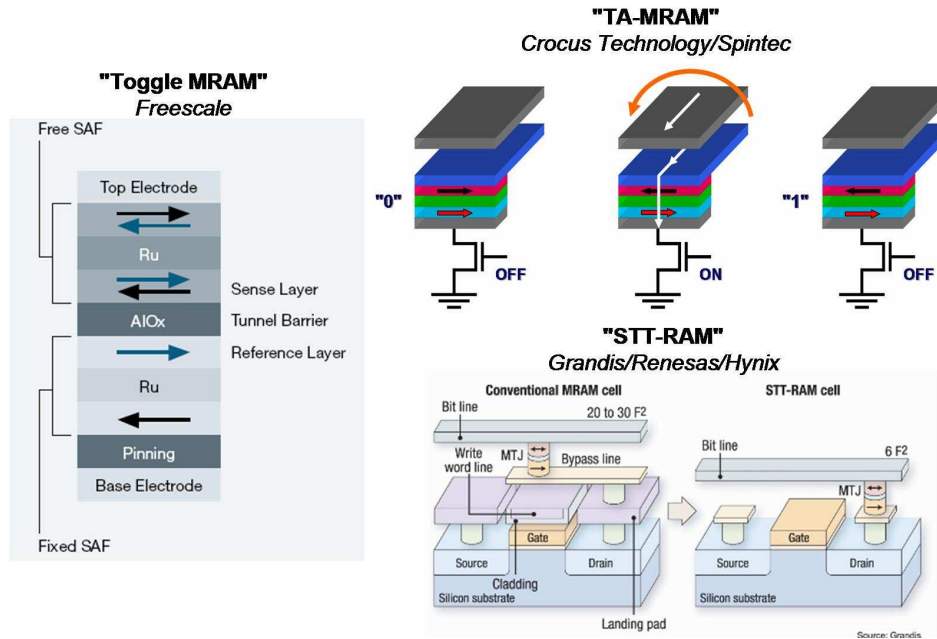 "Toggle MRAM"
Freescale
Free SAF
Top Electrode
Ru
Sense Layer
AlOx
Tunnel Barrier
Reference Layer
Ru
Pinning
Base Electrode
Fixed SAF
"TA-MRAM"
Crocus Technology/Spintec
"0"
"1"
OFF
ON
OFF
"STT-RAM"
Grandis/Renesas/Hynix
Conventional MRAM cell
20 to 30 F2
Bit line
Write
word line
MTJ
Bypass line
Gate
Source
Drain
Cladding
Silicon substrate
Landing pad
STT-RAM cell
6 F2
Bit line
MTJ
Gate
Source
Drain
Silicon substrate
Source: Grandis